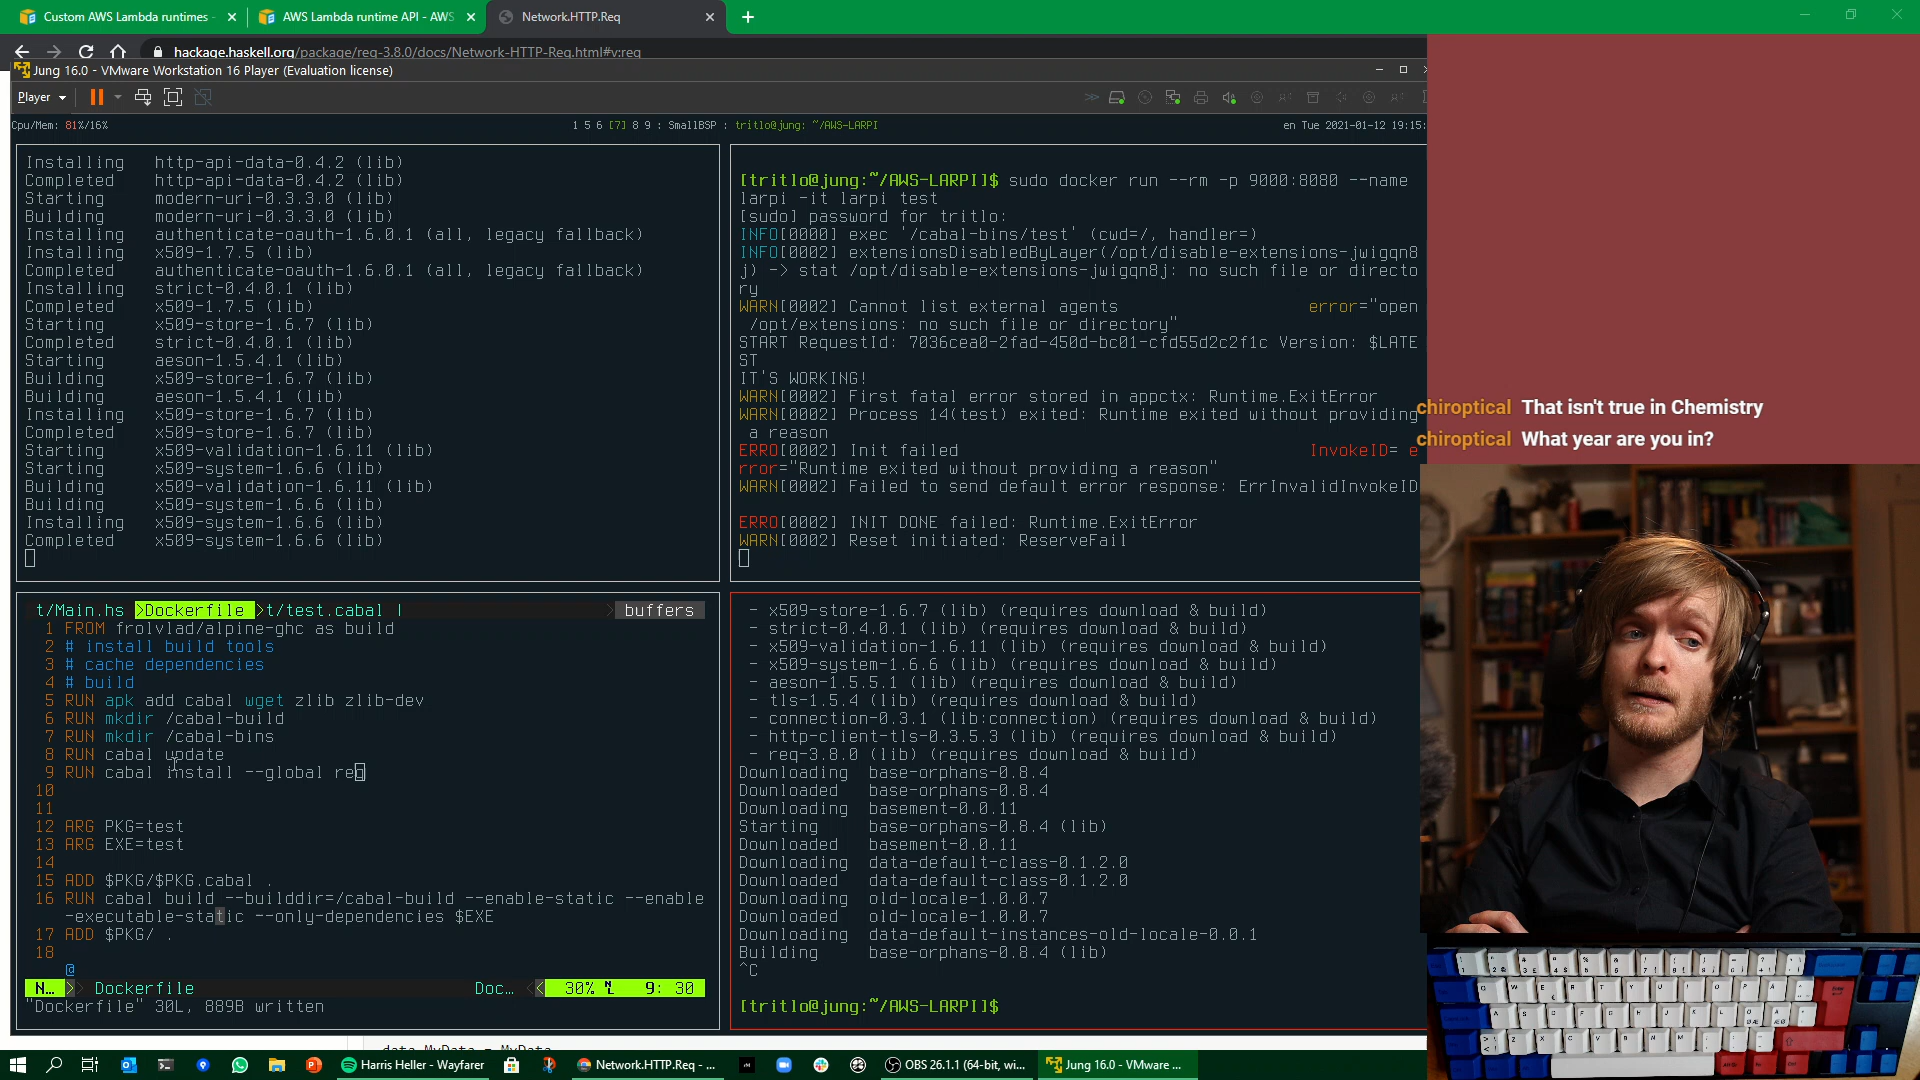 Custom AWS Lambda runtimes -
AWS Lambda runtime API - AWS
Network.HTTP.Req
hackage.haskell.org/package/req-3.8.0/docs/Network-HTTP-Req.html#v:req
Jung 16.0 - VMware Workstation 16 Player (Evaluation license)
Player
Cpu/Mem: 81%/16%
1 5 6 [7] 8 9 : SmallBSP : tritlo@jung: ~/AWS-LARPI
en Tue 2021-01-12 19:15:
Installing http-api-data-0.4.2 (lib)
Completed http-api-data-0.4.2 (lib)
Starting modern-uri-0.3.3.0 (lib)
Building modern-uri-0.3.3.0 (lib)
Installing authenticate-oauth-1.6.0.1 (all, legacy fallback)
Installing x509-1.7.5 (lib)
Completed authenticate-oauth-1.6.0.1 (all, legacy fallback)
Installing strict-0.4.0.1 (lib)
Completed x509-1.7.5 (lib)
Starting x509-store-1.6.7 (lib)
Completed strict-0.4.0.1 (lib)
Starting aeson-1.5.4.1 (lib)
Building x509-store-1.6.7 (lib)
Building aeson-1.5.4.1 (lib)
Installing x509-store-1.6.7 (lib)
Completed x509-store-1.6.7 (lib)
Starting x509-validation-1.6.11 (lib)
Starting x509-system-1.6.6 (lib)
Building x509-validation-1.6.11 (lib)
Building x509-system-1.6.6 (lib)
Installing x509-system-1.6.6 (lib)
Completed x509-system-1.6.6 (lib)
[tritlo@jung:~/AWS-LARPI]$ sudo docker run --rm -p 9000:8080 --name
larpi -it larpi test
[sudo] password for tritlo:
INFO[0000] exec '/cabal-bins/test' (cwd=/, handler=)
INFO[0002] extensionsDisabledByLayer(/opt/disable-extensions-jwigqn8
j) -> stat /opt/disable-extensions-jwigqn8j: no such file or directo
ry
WARN[0002] Cannot list external agents error="open
/opt/extensions: no such file or directory"
START RequestId: 7036cea0-2fad-450d-bc01-cfd55d2c2f1c Version: $LATE
ST
IT'S WORKING!
WARN[0002] First fatal error stored in appctx: Runtime.ExitError
WARN[0002] Process 14(test) exited: Runtime exited without providing
a reason
ERRO[0002] Init failed InvokeID= e
rror="Runtime exited without providing a reason"
WARN[0002] Failed to send default error response: ErrInvalidInvokeID
ERRO[0002] INIT DONE failed: Runtime.ExitError
WARN[0002] Reset initiated: ReserveFail
chiroptical That isn't true in Chemistry
chiroptical What year are you in?
t/Main.hs >Dockerfile >t/test.cabal | buffers
1 FROM frolvlad/alpine-ghc as build
2 # install build tools
3 # cache dependencies
4 # build
5 RUN apk add cabal wget zlib zlib-dev
6 RUN mkdir /cabal-build
7 RUN mkdir /cabal-bins
8 RUN cabal update
9 RUN cabal install --global req
10
11
12 ARG PKG=test
13 ARG EXE=test
14
15 ADD $PKG/$PKG.cabal .
16 RUN cabal build --builddir=/cabal-build --enable-static --enable
-executable-static --only-dependencies $EXE
17 ADD $PKG/ .
18
@
N... > Dockerfile Doc... < 30% 9: 30
"Dockerfile" 30L, 889B written
- x509-store-1.6.7 (lib) (requires download & build)
- strict-0.4.0.1 (lib) (requires download & build)
- x509-validation-1.6.11 (lib) (requires download & build)
- x509-system-1.6.6 (lib) (requires download & build)
- aeson-1.5.5.1 (lib) (requires download & build)
- tls-1.5.4 (lib) (requires download & build)
- connection-0.3.1 (lib:connection) (requires download & build)
- http-client-tls-0.3.5.3 (lib) (requires download & build)
- req-3.8.0 (lib) (requires download & build)
Downloading base-orphans-0.8.4
Downloaded base-orphans-0.8.4
Downloading basement-0.0.11
Starting base-orphans-0.8.4 (lib)
Downloaded basement-0.0.11
Downloading data-default-class-0.1.2.0
Downloaded data-default-class-0.1.2.0
Downloading old-locale-1.0.0.7
Downloaded old-locale-1.0.0.7
Downloading data-default-instances-old-locale-0.0.1
Building base-orphans-0.8.4 (lib)
^C
[tritlo@jung:~/AWS-LARPI]$
data MyData = MyData
Harris Heller - Wayfarer
Network.HTTP.Req - ...
OBS 26.1.1 (64-bit, wi...
Jung 16.0 - VMware ...